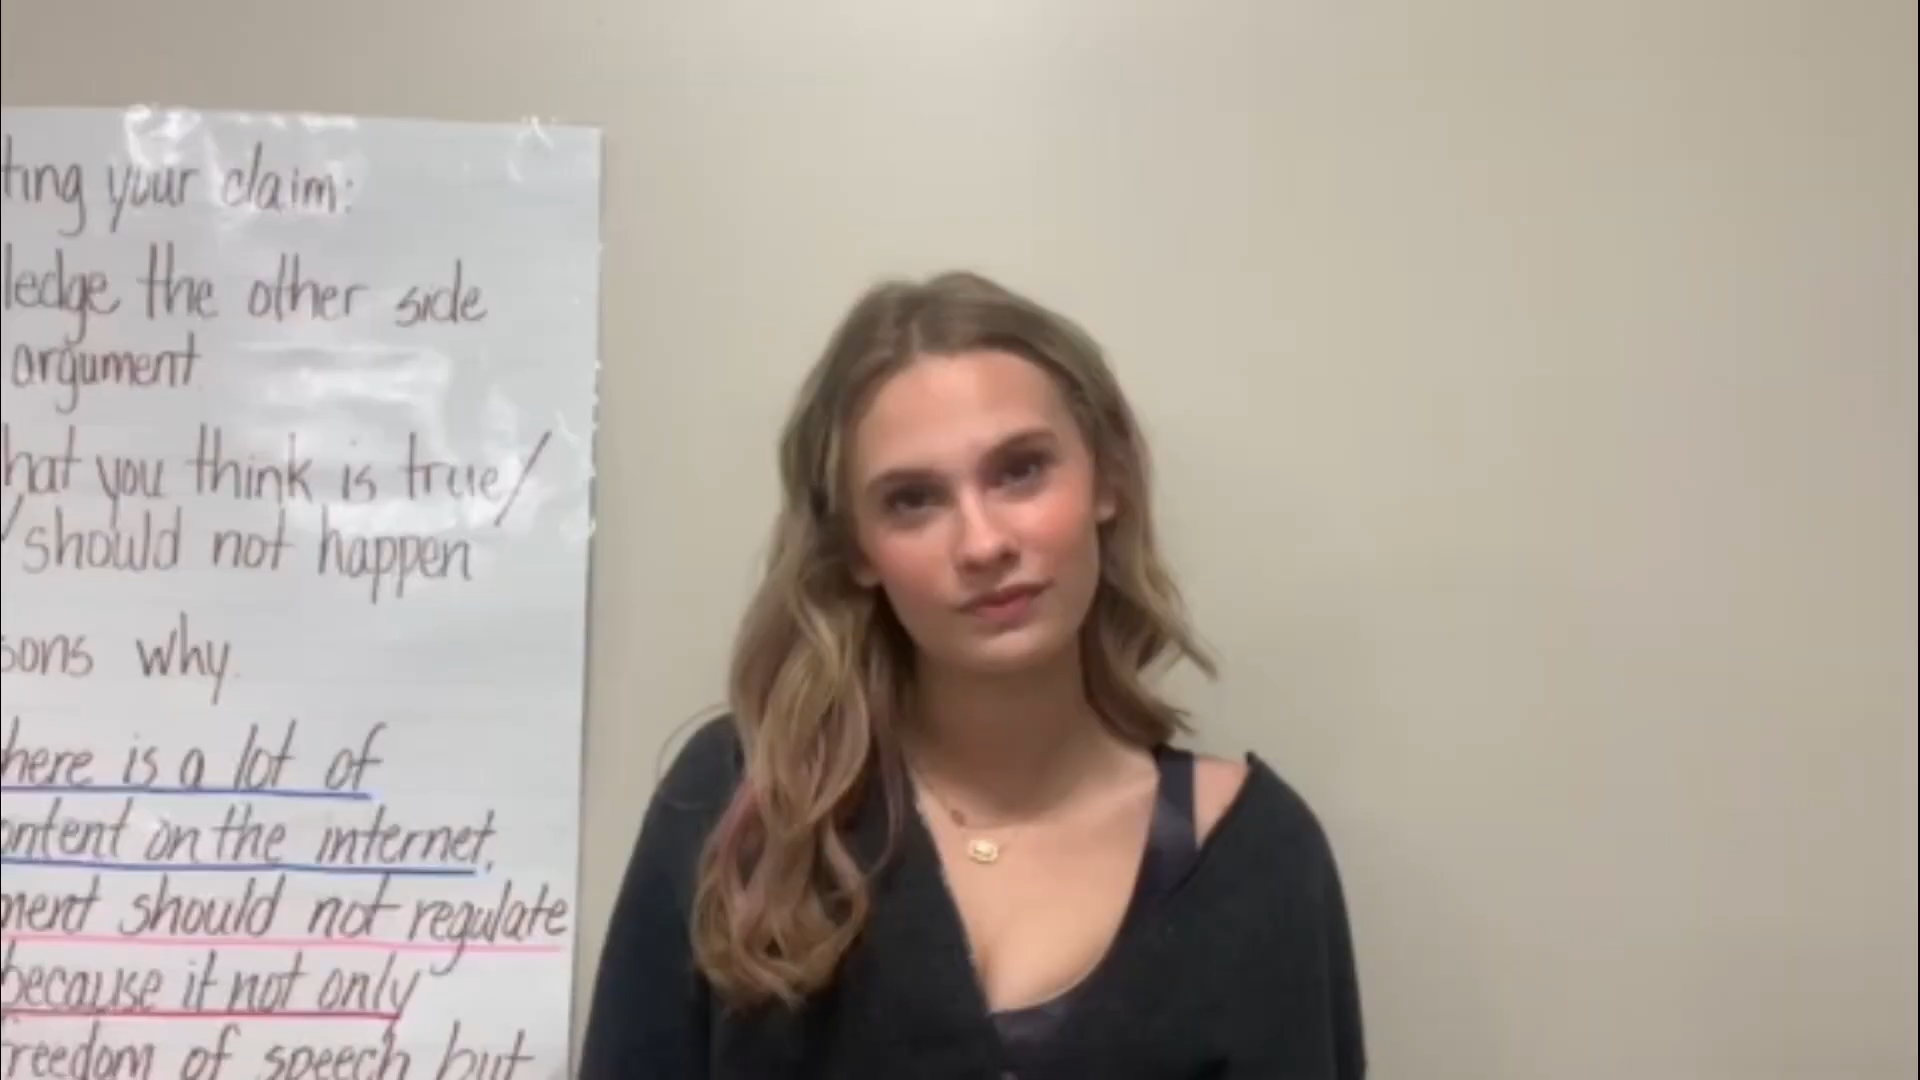 ting your claim:
ledge the other side
argument
hat you think is true/
/should not happen
sons why.
here is a lot of
ontent on the internet.
ment should not regulate
because it not only
reedom of speech but